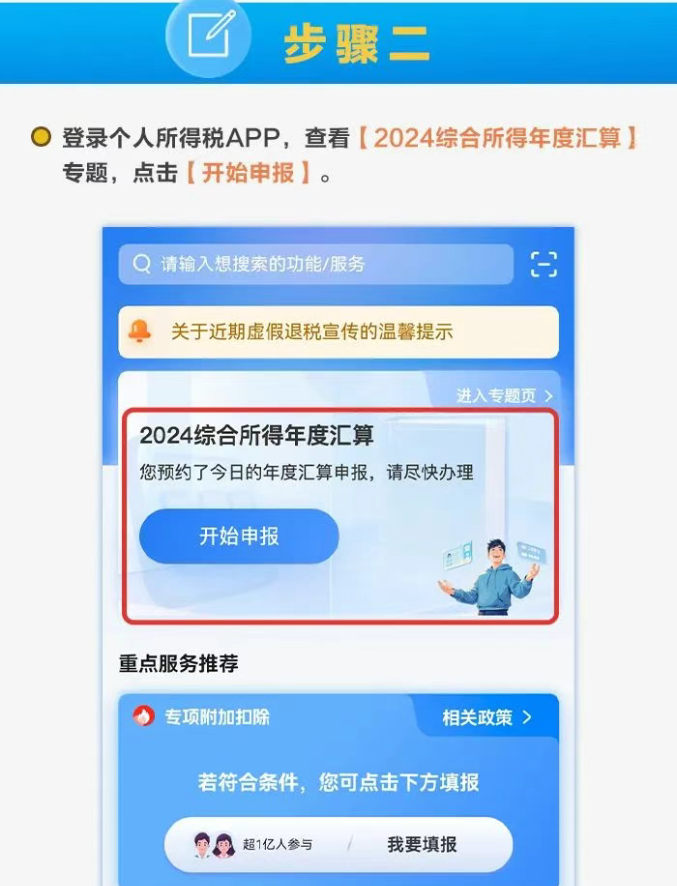 步骤二
登录个人所得税APP，查看【2024综合所得年度汇算】
专题，点击【开始申报】。
请输入想搜索的功能/服务
关于近期虚假退税宣传的温馨提示
进入专题页 >
2024综合所得年度汇算
您预约了今日的年度汇算申报，请尽快办理
开始申报
重点服务推荐
专项附加扣除
相关政策 >
若符合条件，您可点击下方填报
超1亿人参与 / 我要填报